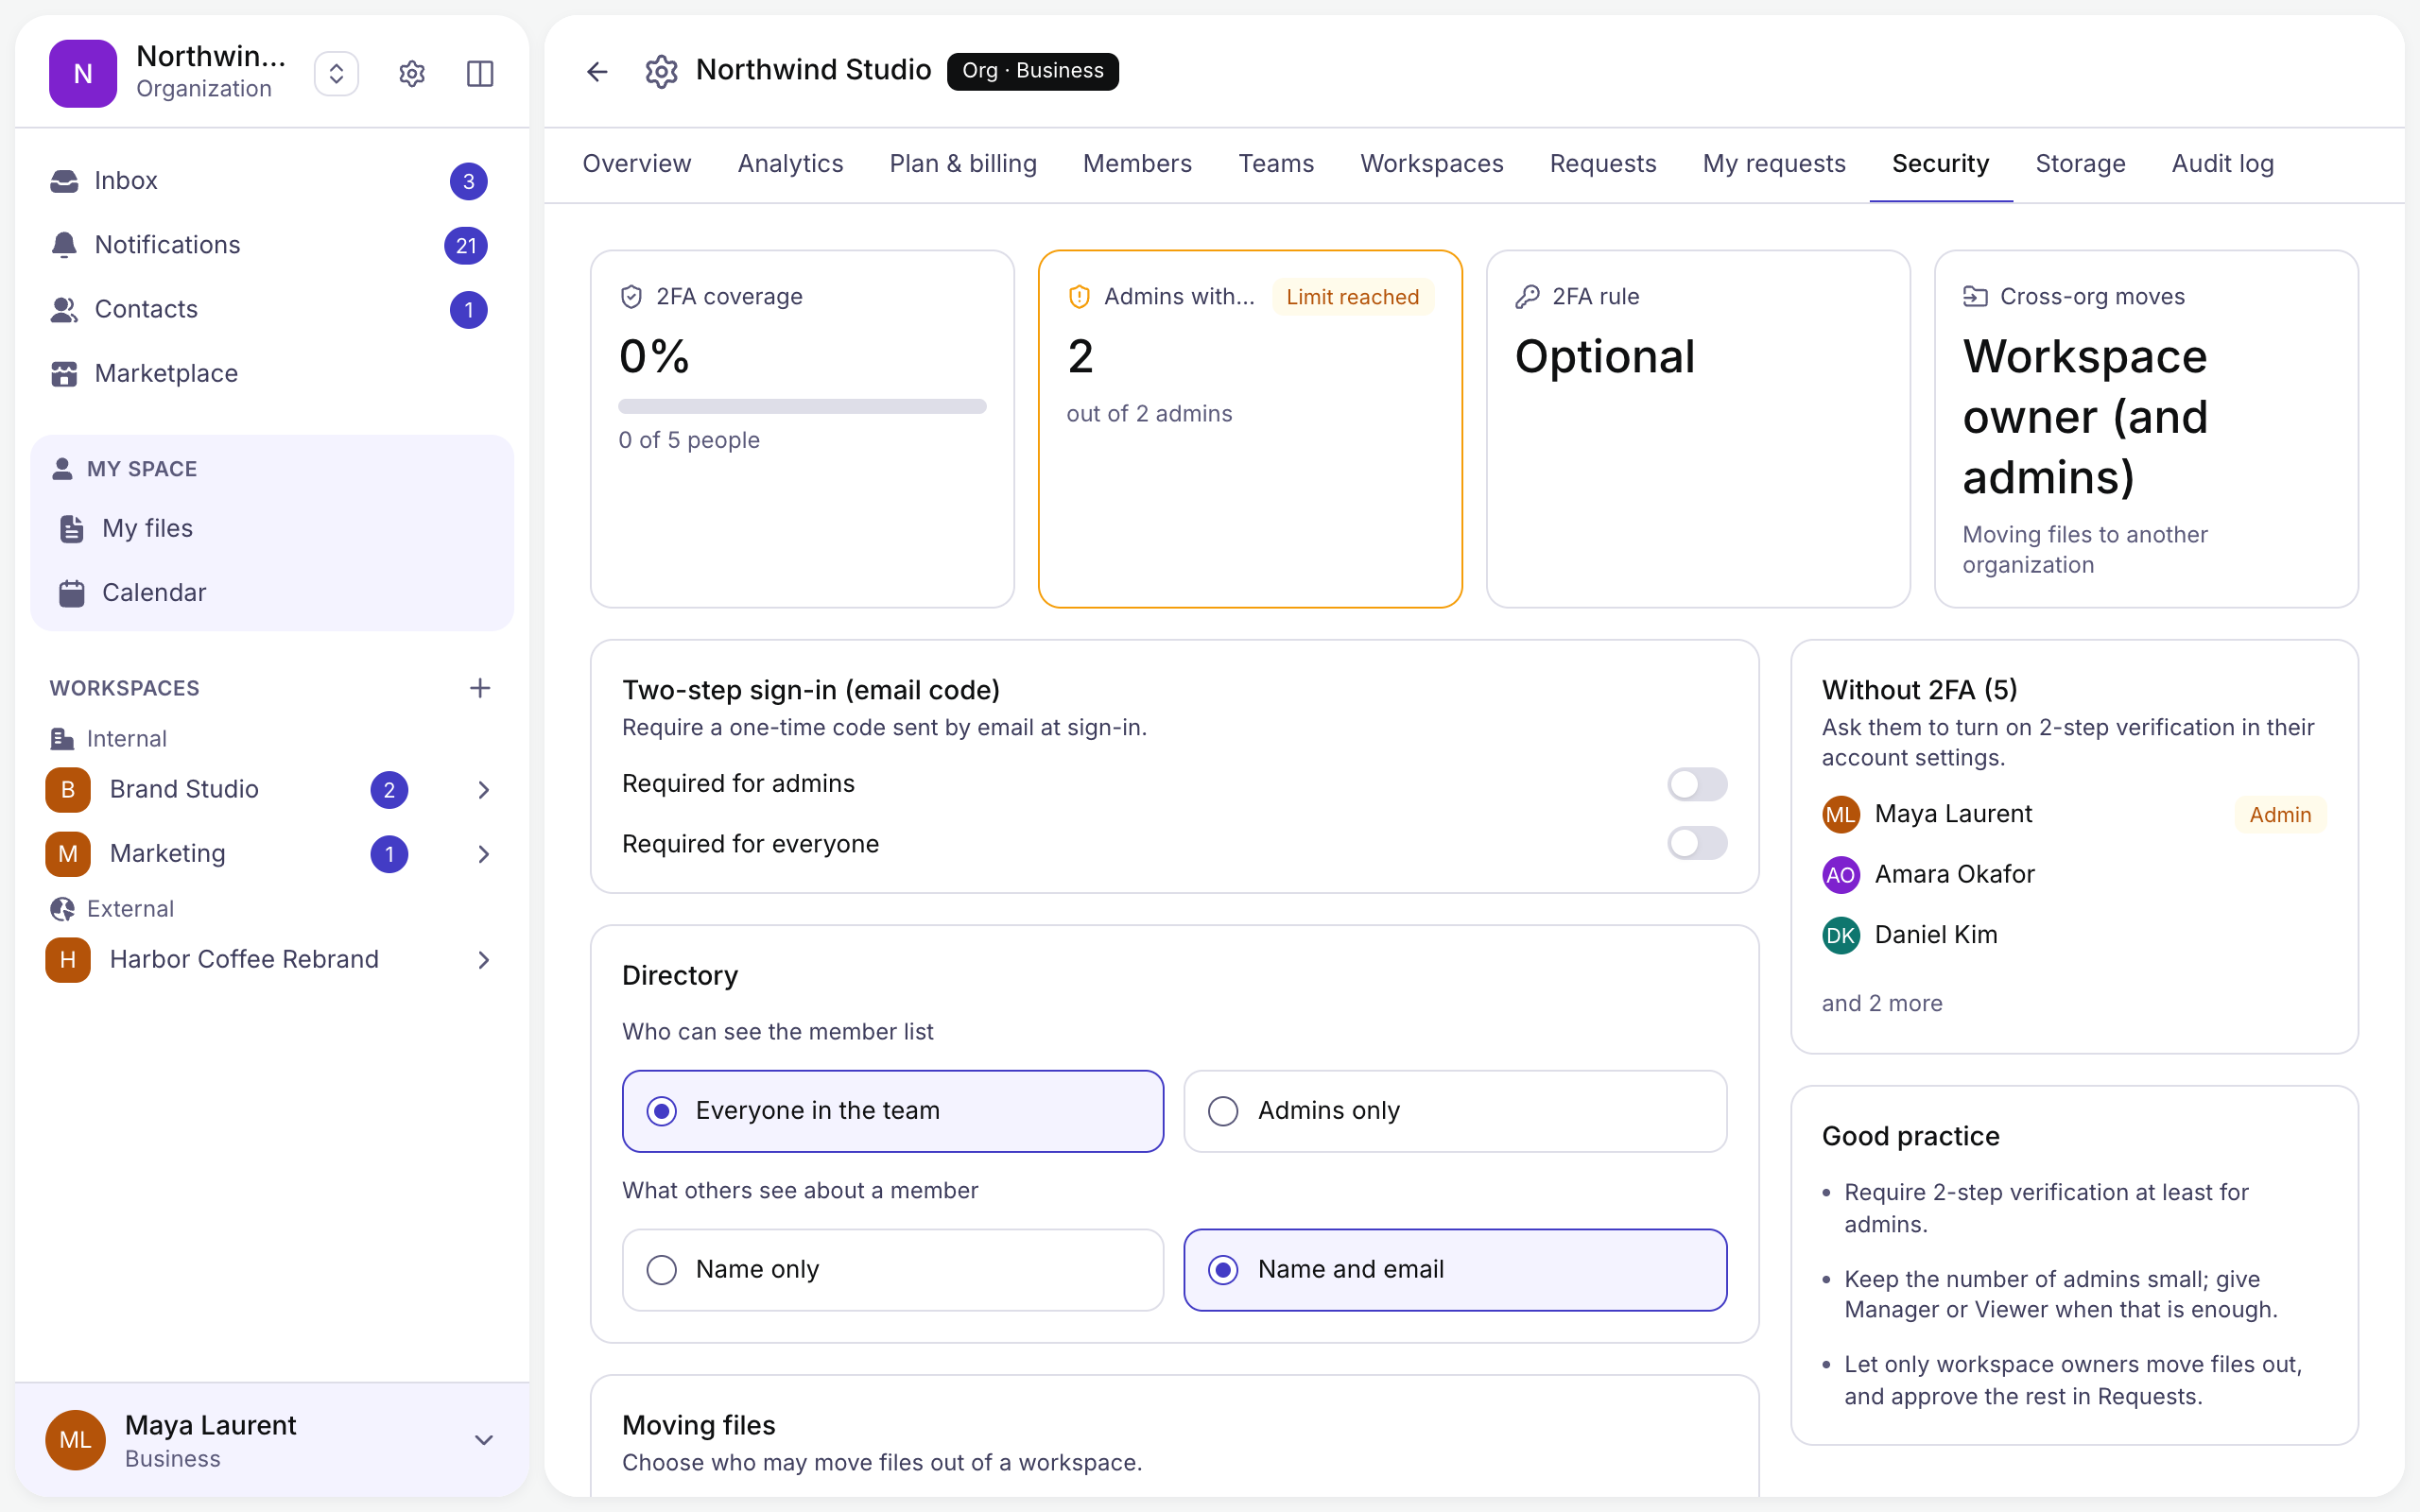 N
Northwin...
Organization
Inbox
3
Notifications
21
Contacts
1
Marketplace
MY SPACE
My files
Calendar
WORKSPACES
Internal
B
Brand Studio
2
M
Marketing
1
External
H
Harbor Coffee Rebrand
ML
Maya Laurent
Business
Northwind Studio
Org · Business
Overview
Analytics
Plan & billing
Members
Teams
Workspaces
Requests
My requests
Security
Storage
Audit log
2FA coverage
0%
0 of 5 people
Admins with...
Limit reached
2
out of 2 admins
2FA rule
Optional
Cross-org moves
Workspace
owner (and
admins)
Moving files to another
organization
Two-step sign-in (email code)
Require a one-time code sent by email at sign-in.
Required for admins
Required for everyone
Directory
Who can see the member list
Everyone in the team
Admins only
What others see about a member
Name only
Name and email
Moving files
Choose who may move files out of a workspace.
Without 2FA (5)
Ask them to turn on 2-step verification in their
account settings.
ML
Maya Laurent
Admin
AO
Amara Okafor
DK
Daniel Kim
and 2 more
Good practice
• Require 2-step verification at least for
admins.
• Keep the number of admins small; give
Manager or Viewer when that is enough.
• Let only workspace owners move files out,
and approve the rest in Requests.